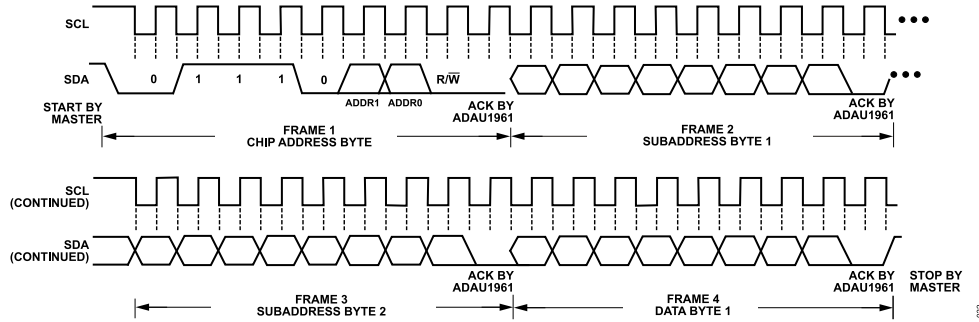 SCL
SDA
0 1 1 1 0 R/W
ADDR1 ADDR0
START BY
MASTER
ACK BY
ADAU1961
ACK BY
ADAU1961
FRAME 1
CHIP ADDRESS BYTE
FRAME 2
SUBADDRESS BYTE 1
SCL
(CONTINUED)
SDA
(CONTINUED)
ACK BY
ADAU1961
ACK BY
ADAU1961
STOP BY
MASTER
FRAME 3
SUBADDRESS BYTE 2
FRAME 4
DATA BYTE 1